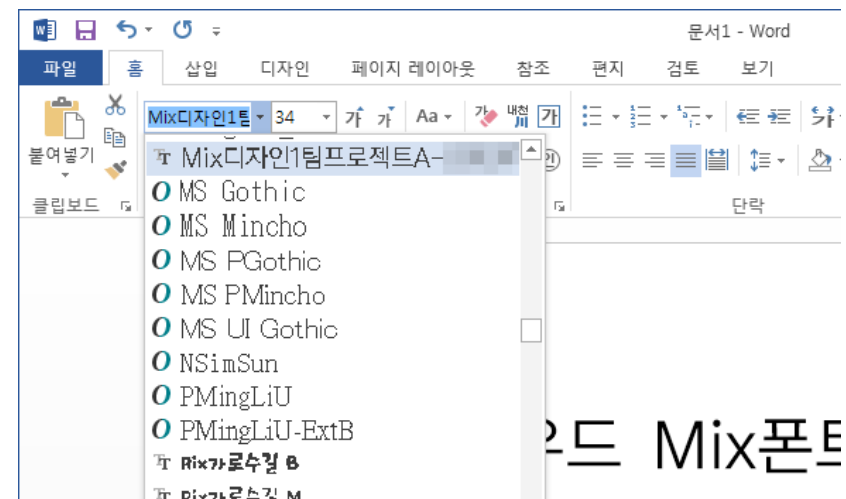 문서1 - Word
파일 홈 삽입 디자인 페이지 레이아웃 참조 편지 검토 보기
Mix디자인1팀 34 가 가 Aa 가 내천 川 가
붙여넣기
클립보드 단락
Mix디자인1팀프로젝트A-
MS Gothic
MS Mincho
MS PGothic
MS PMincho
MS UI Gothic
NSimSun
PMingLiU
PMingLiU-ExtB
Rix가로수길 B
Rix가로수길 M
우드 Mix폰트